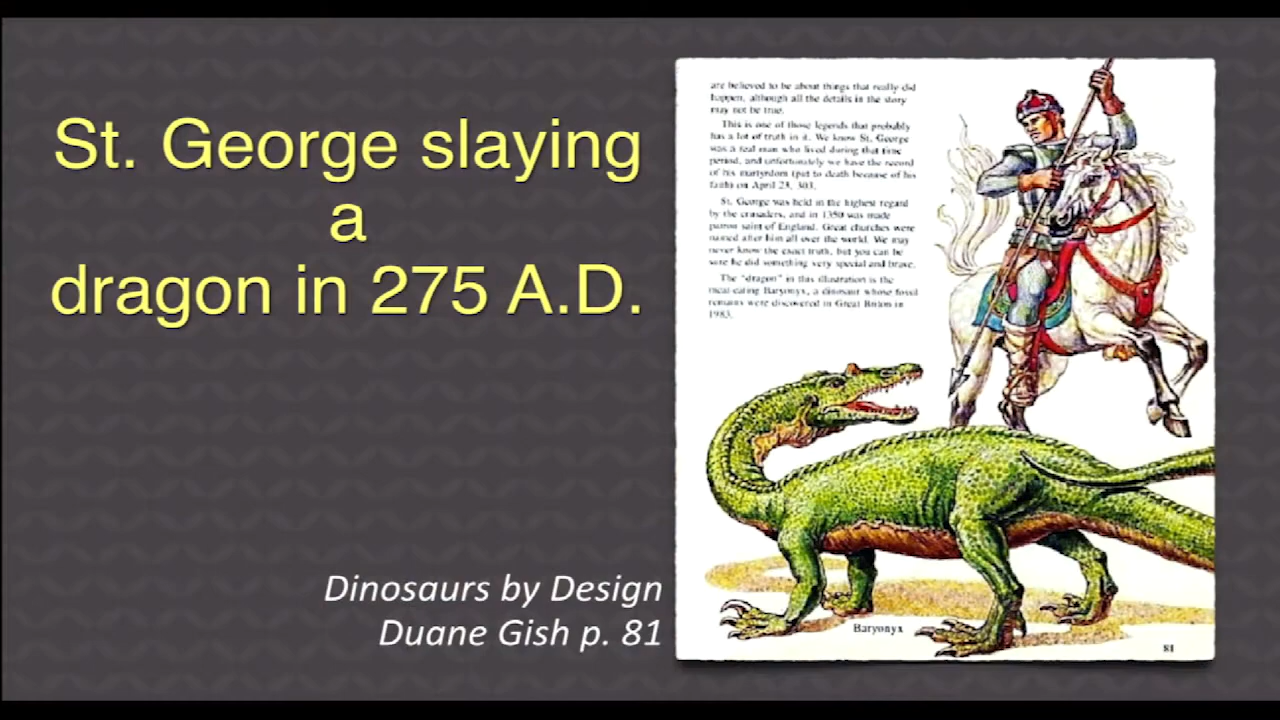 St. George slaying
a
dragon in 275 A.D.
Dinosaurs by Design
Duane Gish p. 81
are believed to be about things that really did
happen, although all the details in the story
may not be true.
This is one of those legends that probably
has a lot of truth in it. We know St. George
was a real man who lived during that time
period, and unfortunately we have the record
of his martyrdom (put to death because of his
faith) on April 23, 303.
St. George was held in the highest regard
by the crusaders, and in 1350 was made
patron saint of England. Great churches were
named after him all over the world. We may
never know the exact truth, but you can be
sure he did something very special and brave.
The "dragon" in this illustration is the
meat-eating Baryonyx, a dinosaur whose fossil
remains were discovered in Great Britain in
1983.
Baryonyx
81